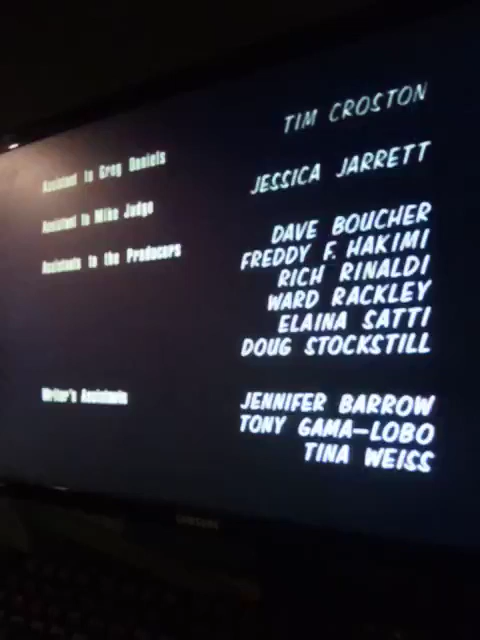 Assistant to Greg Daniels TIM CROSTON
Assistant to Mike Judge JESSICA JARRETT
Assistants to the Producers DAVE BOUCHER
FREDDY F. HAKIMI
RICH RINALDI
WARD RACKLEY
ELAINA SATTI
DOUG STOCKSTILL
Writer's Assistants JENNIFER BARROW
TONY GAMA-LOBO
TINA WEISS
SAMSUNG